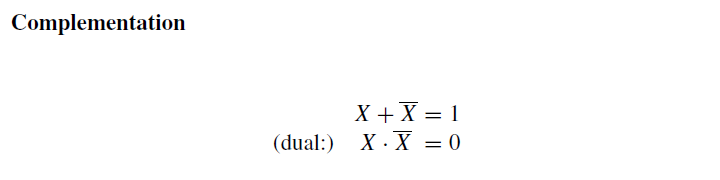 Complementation
X + X̅ = 1
(dual:) X · X̅ = 0